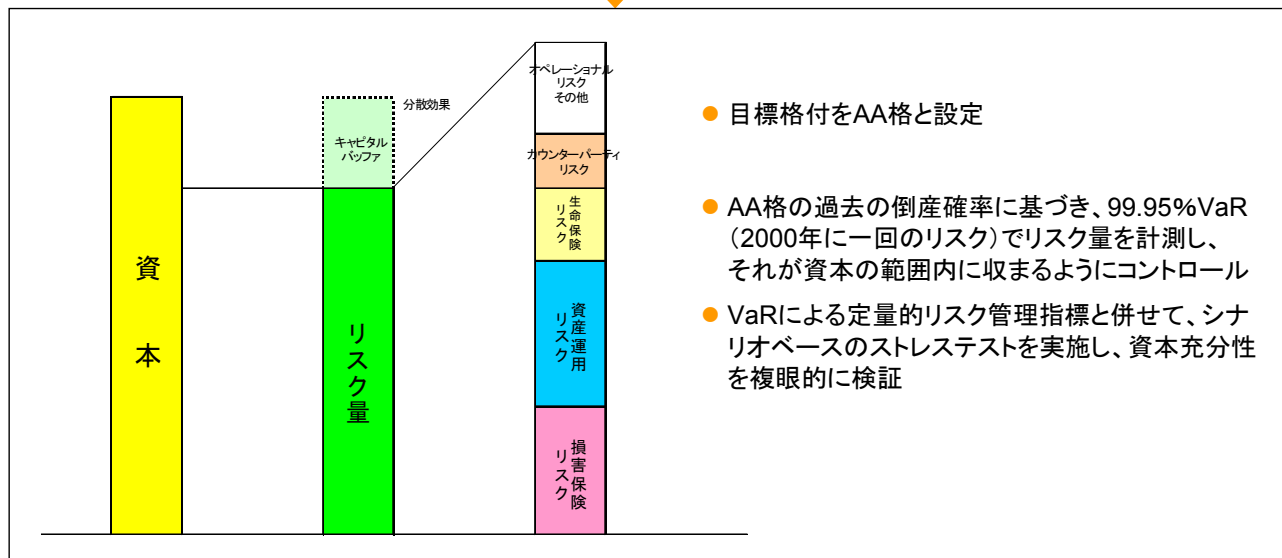 資本
キャピタル
バッファ
分散効果
リスク量
オペレーショナル
リスク
その他
カウンターパーティ
リスク
生命保険
リスク
資産運用
リスク
損害保険
リスク
● 目標格付をAA格と設定
● AA格の過去の倒産確率に基づき、99.95%VaR
(2000年に一回のリスク)でリスク量を計測し、
それが資本の範囲内に収まるようにコントロール
● VaRによる定量的リスク管理指標と併せて、シナ
リオベースのストレステストを実施し、資本充分性
を複眼的に検証